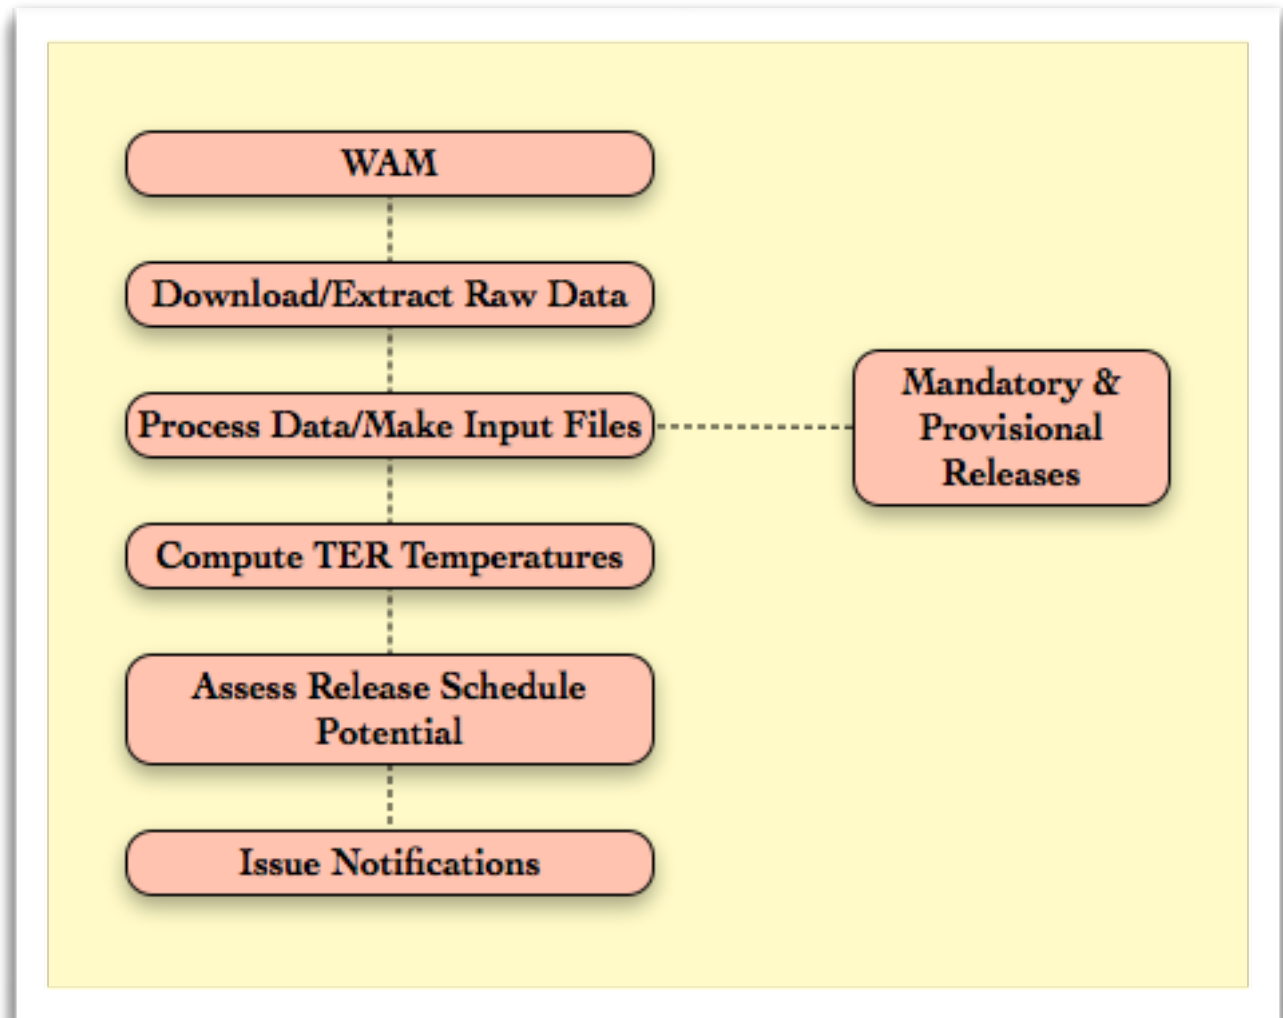 WAM
Download/Extract Raw Data
Process Data/Make Input Files
Mandatory &
Provisional
Releases
Compute TER Temperatures
Assess Release Schedule
Potential
Issue Notifications